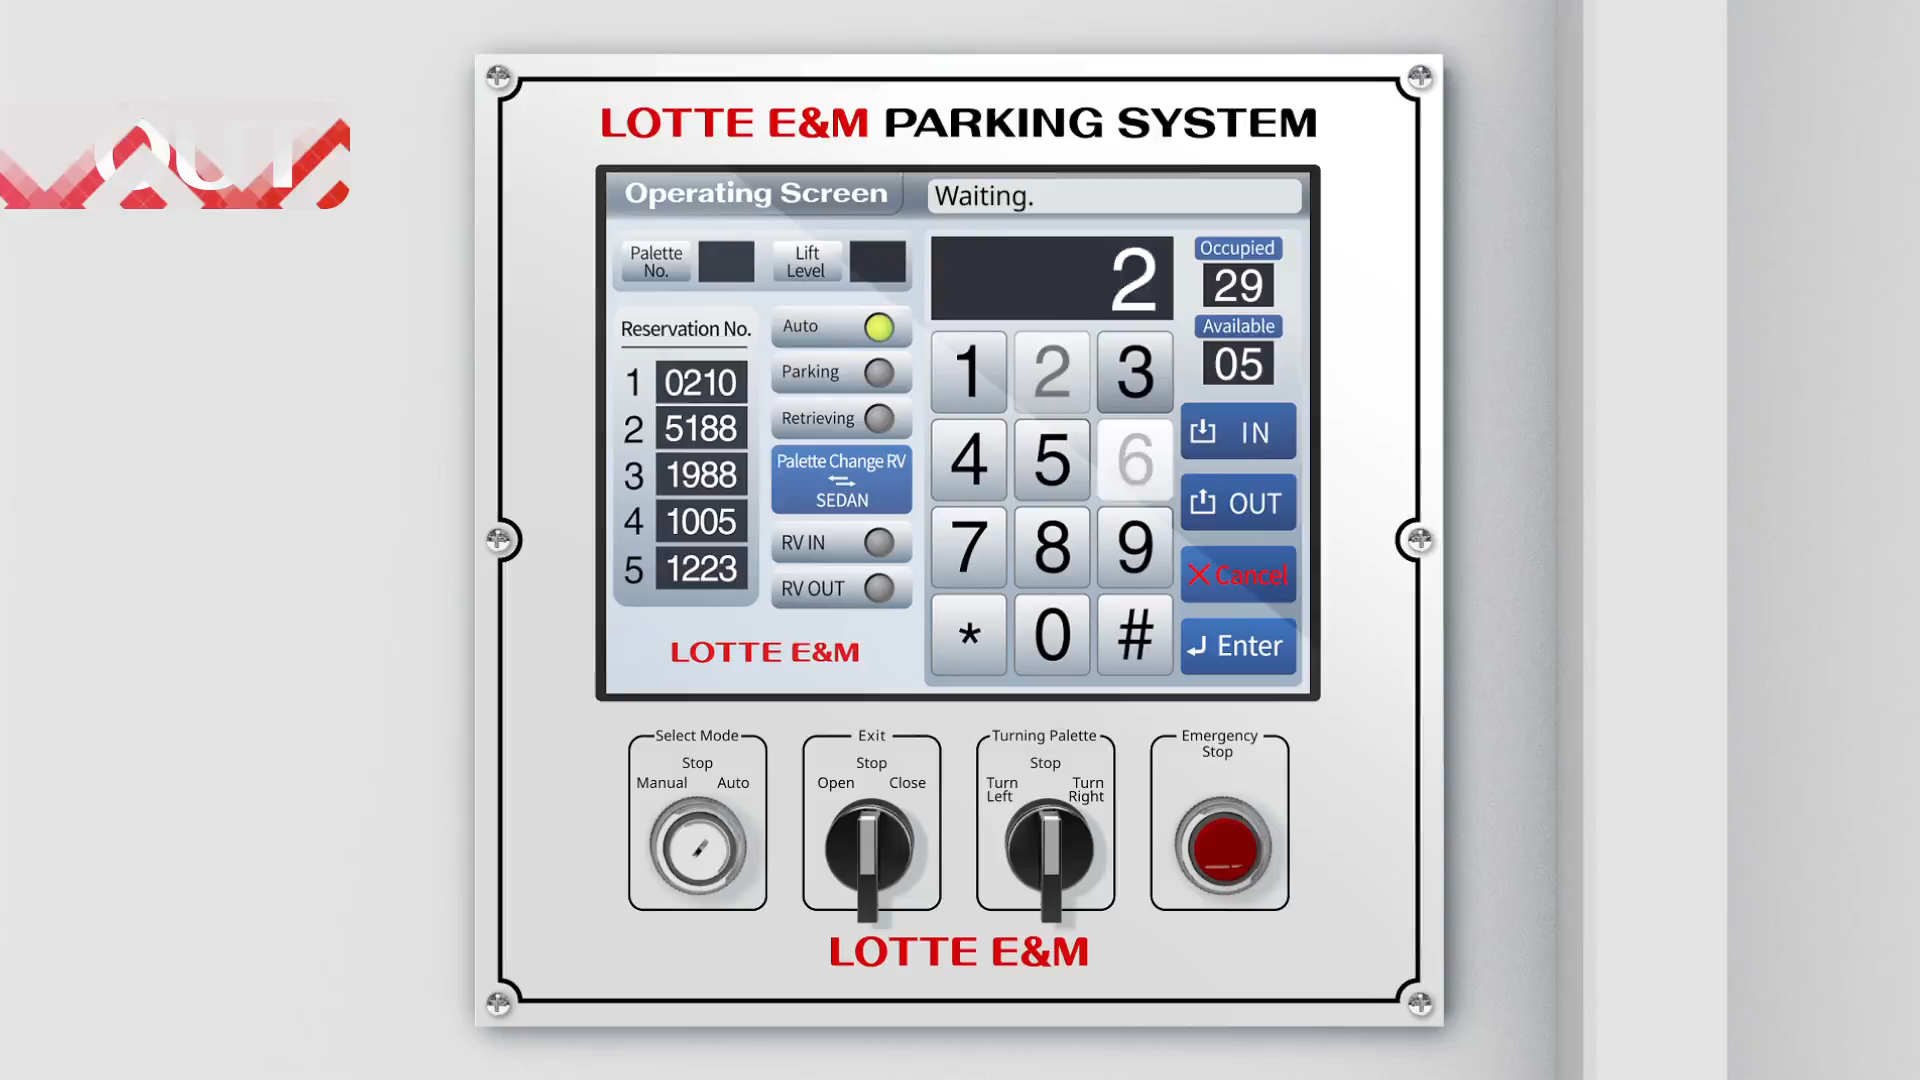 OUT
LOTTE E&M PARKING SYSTEM
Operating Screen
Waiting.
Palette No.
Lift Level
2
Occupied
29
Available
05
Reservation No.
1 0210
2 5188
3 1988
4 1005
5 1223
Auto
Parking
Retrieving
Palette Change RV
SEDAN
RV IN
RV OUT
1 2 3
4 5 6
7 8 9
* 0 #
IN
OUT
Cancel
Enter
LOTTE E&M
Select Mode
Stop
Manual Auto
Exit
Stop
Open Close
Turning Palette
Stop
Turn Left
Turn Right
Emergency
Stop
LOTTE E&M